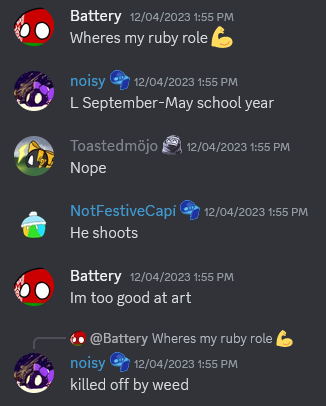 Battery 12/04/2023 1:55 PM
Wheres my ruby role 💪
noisy 12/04/2023 1:55 PM
L September-May school year
Toastedmöjo 12/04/2023 1:55 PM
Nope
NotFestiveCapí 12/04/2023 1:55 PM
He shoots
Battery 12/04/2023 1:55 PM
Im too good at art
@Battery Wheres my ruby role 💪
noisy 12/04/2023 1:55 PM
killed off by weed